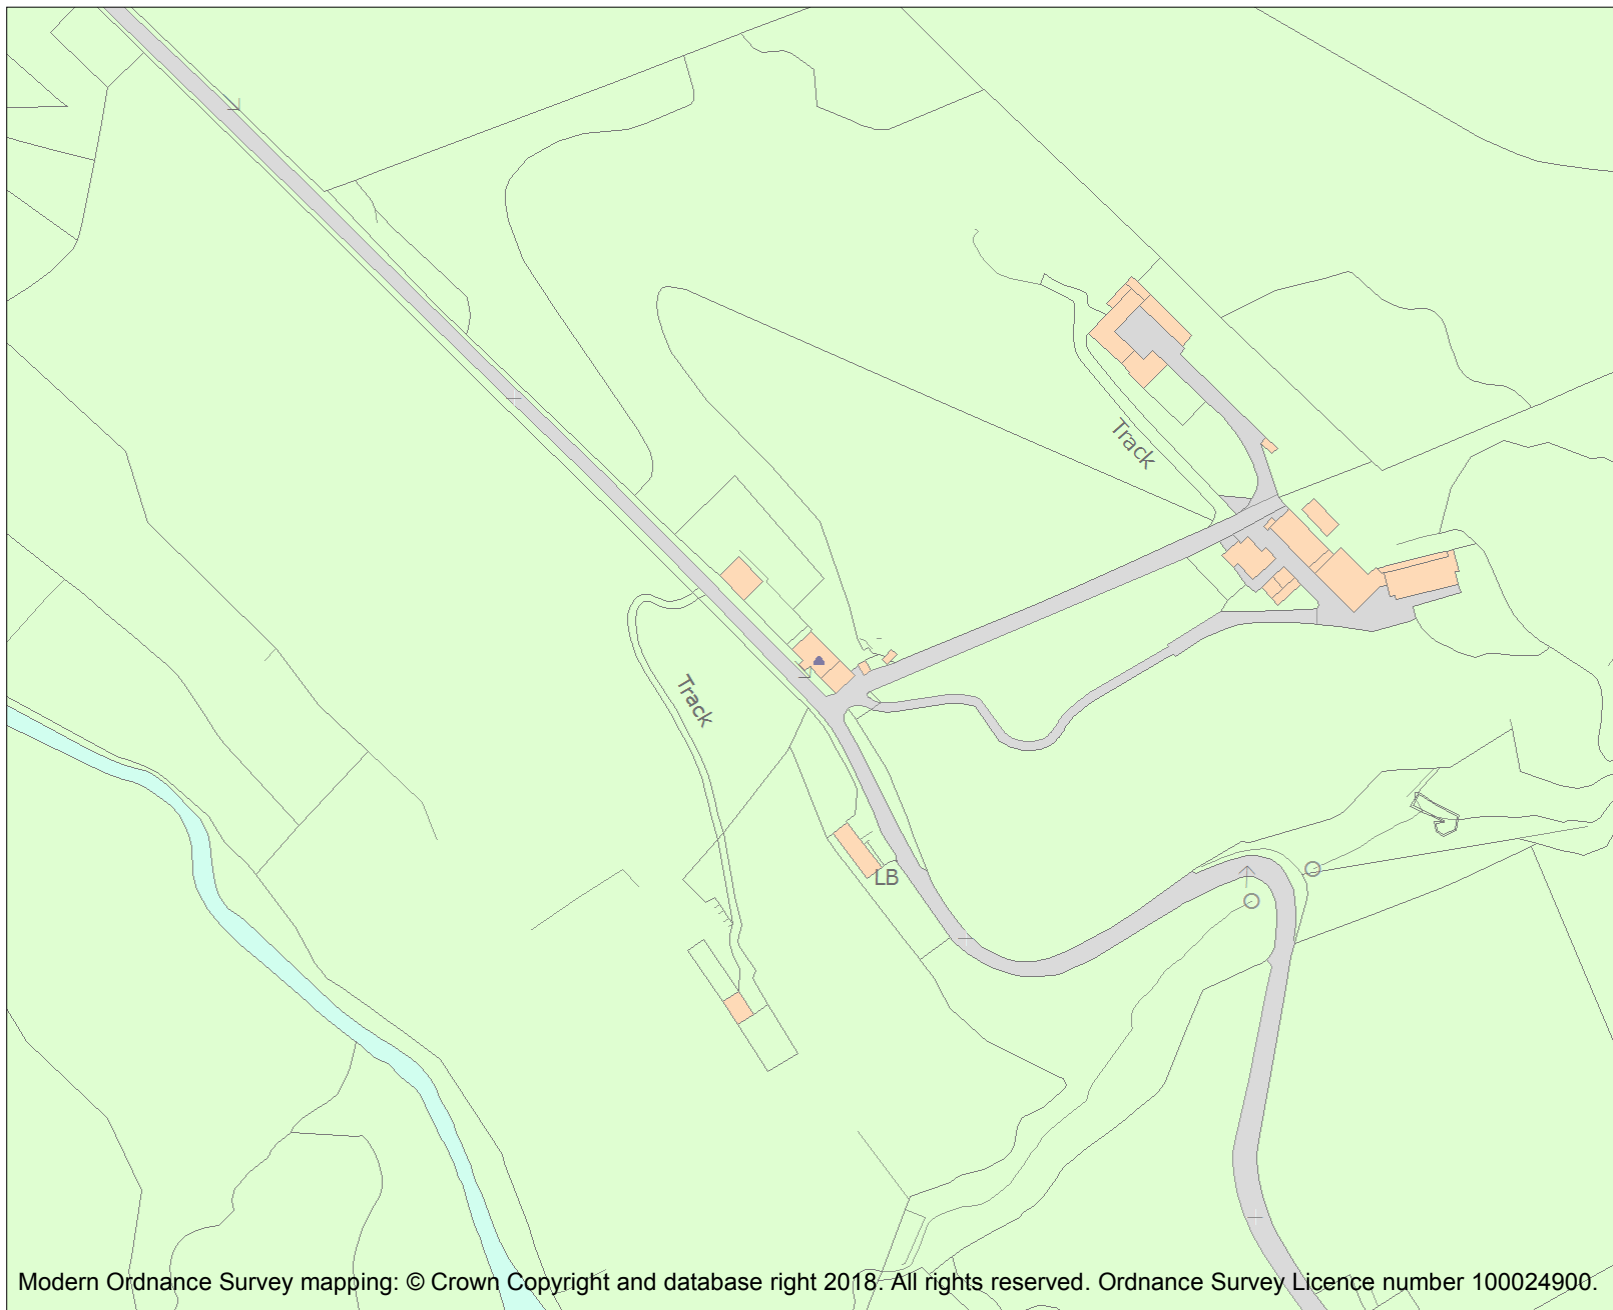 Track
Track
LB
Modern Ordnance Survey mapping: © Crown Copyright and database right 2018. All rights reserved. Ordnance Survey Licence number 100024900.